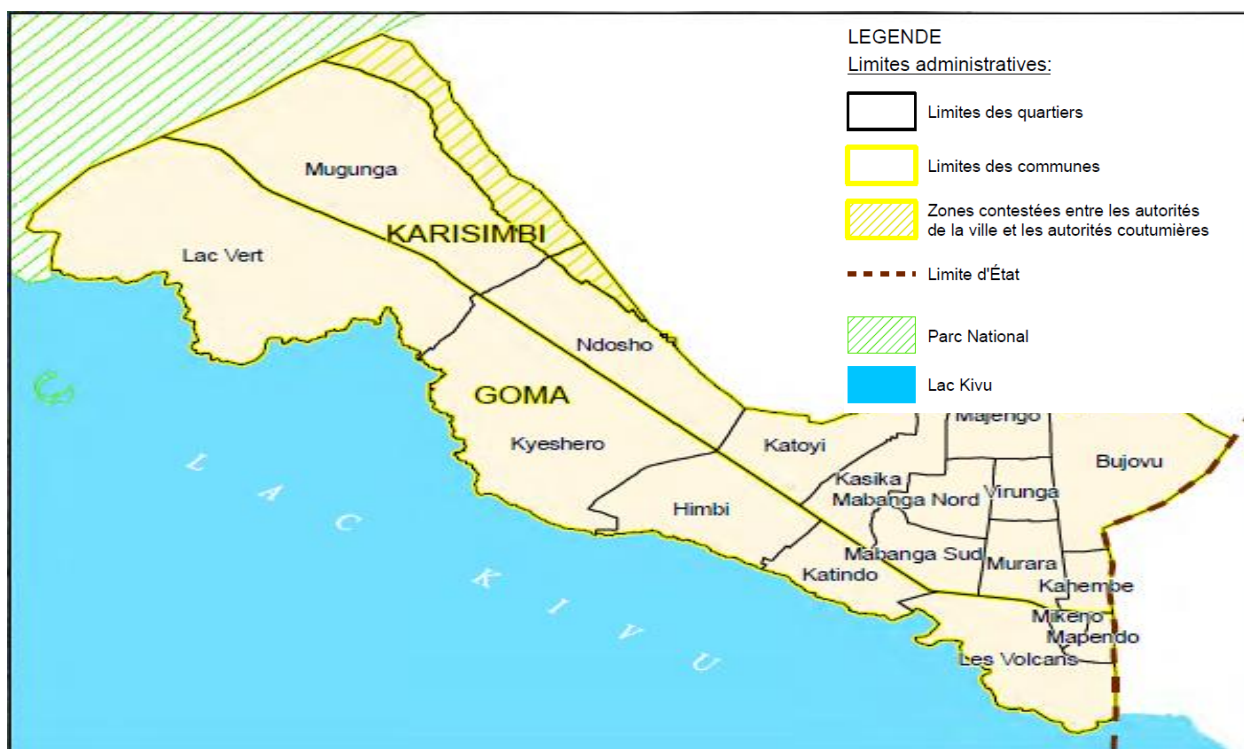 LEGENDE
Limites administratives:
Limites des quartiers
Limites des communes
Zones contestées entre les autorités
de la ville et les autorités coutumières
Limite d'État
Parc National
Lac Kivu
Mugunga
KARISIMBI
Lac Vert
Ndosho
GOMA
Kyeshero
Katoyi
Majengo
Bujovu
Kasika
Mabanga Nord
Virunga
Himbi
Mabanga Sud
Murara
Katindo
Kahembe
Mikeno
Mapendo
Les Volcans
LAC KIVU